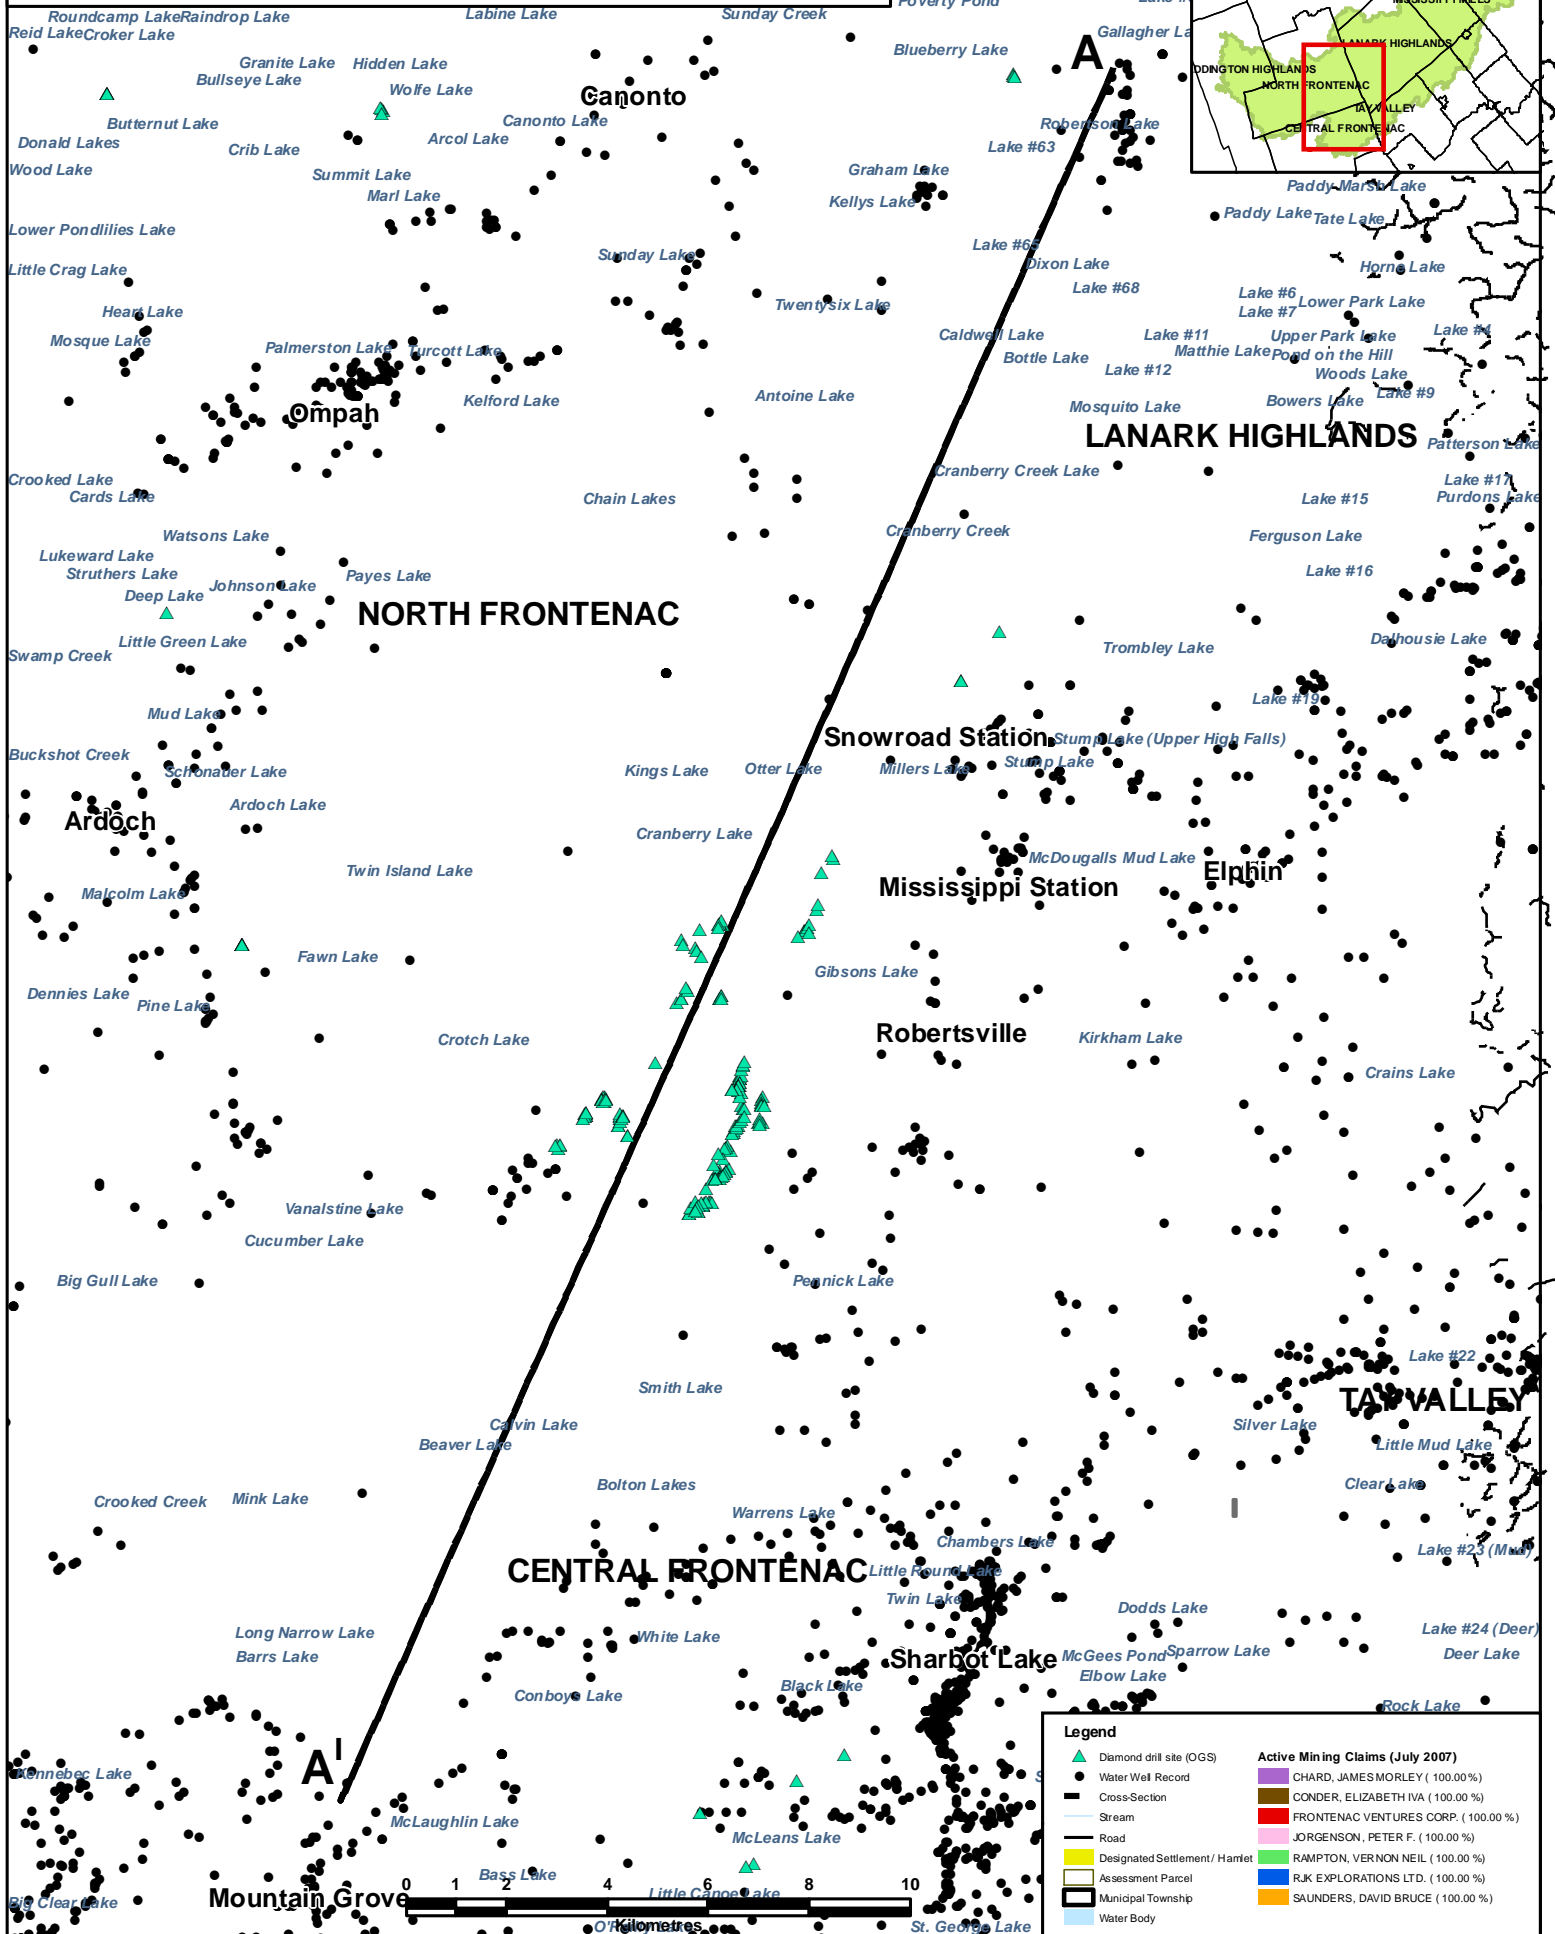 Roundcamp Lake
Raindrop Lake
Labine Lake
Sunday Creek
Poverty Pond
Reid Lake
Croker Lake
Gallagher La
Blueberry Lake
A
Granite Lake
Hidden Lake
Bullseye Lake
Wolfe Lake
Canonto
Butternut Lake
Canonto Lake
Robertson Lake
Donald Lakes
Arcol Lake
Crib Lake
Lake #63
Wood Lake
Summit Lake
Graham Lake
Marl Lake
Kellys Lake
LANARK HIGHLANDS
DDINGTON HIGHLANDS
NORTH FRONTENAC
TAY VALLEY
CENTRAL FRONTENAC
Paddy Marsh Lake
Paddy Lake
Tate Lake
Lower Pondlilies Lake
Sunday Lake
Lake #65
Dixon Lake
Horne Lake
Little Crag Lake
Lake #68
Lake #6
Lower Park Lake
Heart Lake
Twentysix Lake
Lake #7
Mosque Lake
Palmerston Lake
Turcott Lake
Caldwell Lake
Lake #11
Upper Park Lake
Lake #4
Bottle Lake
Matthie Lake
Pond on the Hill
Lake #12
Woods Lake
Ompah
Kelford Lake
Antoine Lake
Mosquito Lake
Bowers Lake
Lake #9
LANARK HIGHLANDS
Patterson Lake
Crooked Lake
Cranberry Creek Lake
Lake #17
Cards Lake
Chain Lakes
Lake #15
Purdons Lake
Watsons Lake
Cranberry Creek
Ferguson Lake
Lukeward Lake
Struthers Lake
Johnson Lake
Payes Lake
Lake #16
Deep Lake
NORTH FRONTENAC
Little Green Lake
Swamp Creek
Trombley Lake
Dalhousie Lake
Mud Lake
Lake #19
Snowroad Station
Stump Lake (Upper High Falls)
Buckshot Creek
Schonauer Lake
Kings Lake
Otter Lake
Millers Lake
Stump Lake
Ardoch
Ardoch Lake
Cranberry Lake
Twin Island Lake
McDougalls Mud Lake
Elphin
Malcolm Lake
Mississippi Station
Fawn Lake
Gibsons Lake
Dennies Lake
Pine Lake
Crotch Lake
Robertsville
Kirkham Lake
Crains Lake
Vanalstine Lake
Cucumber Lake
Big Gull Lake
Pennick Lake
Lake #22
Smith Lake
TAY VALLEY
Calvin Lake
Silver Lake
Beaver Lake
Little Mud Lake
Bolton Lakes
Clear Lake
Crooked Creek
Mink Lake
Warrens Lake
Chambers Lake
Lake #23 (Mud)
CENTRAL FRONTENAC
Little Round Lake
Twin Lake
Dodds Lake
Long Narrow Lake
White Lake
Lake #24 (Deer)
Barrs Lake
Sharbot Lake
McGees Pond
Sparrow Lake
Deer Lake
Elbow Lake
Conboys Lake
Black Lake
Rock Lake
A I
Kennebec Lake
McLaughlin Lake
McLeans Lake
Bass Lake
Little Canoe Lake
Mountain Grove
Big Clear Lake
0 2 4 6 8 10
Kilometres
O'Reilly Lake
St. George Lake
Legend
Diamond drill site (OGS)
Water Well Record
Cross-Section
Stream
Road
Designated Settlement / Hamlet
Assessment Parcel
Municipal Township
Water Body
Active Mining Claims (July 2007)
CHARD, JAMES MORLEY ( 100.00 %)
CONDER, ELIZABETH IVA ( 100.00 %)
FRONTENAC VENTURES CORP. ( 100.00 %)
JORGENSON, PETER F. ( 100.00 %)
RAMPTON, VERNON NEIL ( 100.00 %)
RJK EXPLORATIONS LTD. ( 100.00 %)
SAUNDERS, DAVID BRUCE ( 100.00 %)